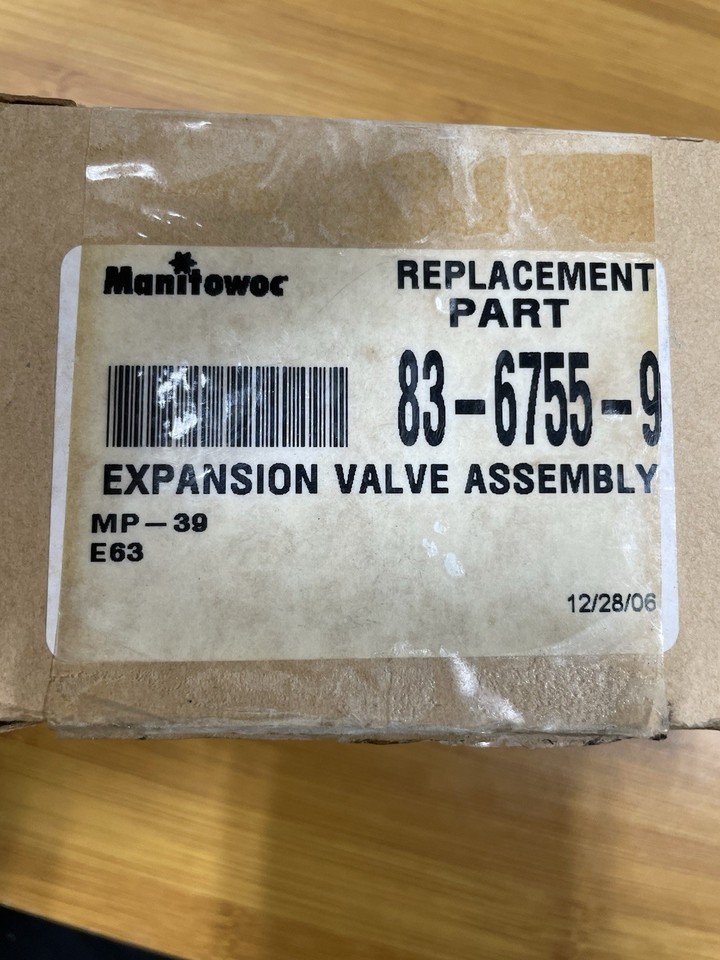 Manitowoc
REPLACEMENT
PART
83-6755-9
EXPANSION VALVE ASSEMBLY
MP-39
E63
12/28/06